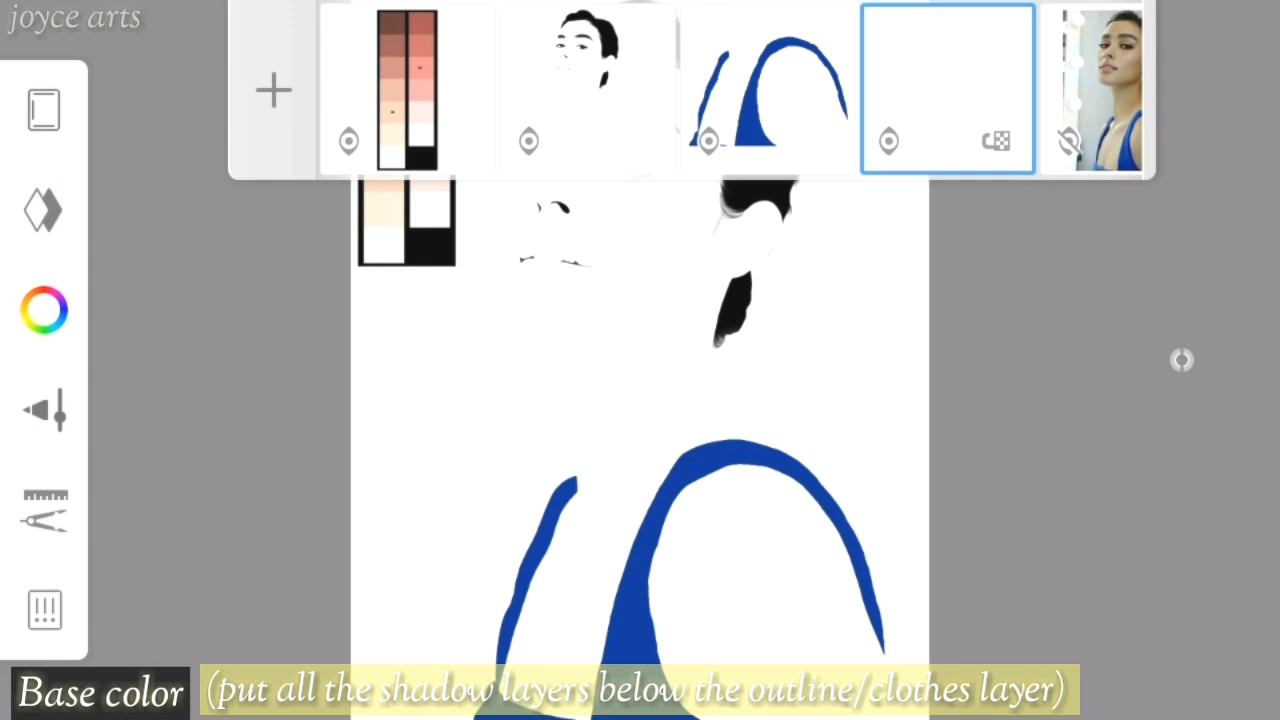 joyce arts
Base color
(put all the shadow layers below the outline/clothes layer)